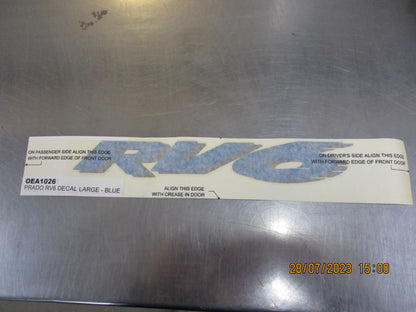 ON PASSENGER SIDE ALIGN THIS EDGE
WITH FORWARD EDGE OF FRONT DOOR
RV6
ON DRIVER'S SIDE ALIGN THIS EDGE
WITH FORWARD EDGE OF FRONT DOOR
OEA1026
PRADO RV6 DECAL LARGE - BLUE
ALIGN THIS EDGE
WITH CREASE IN DOOR
29/07/2023 15:00